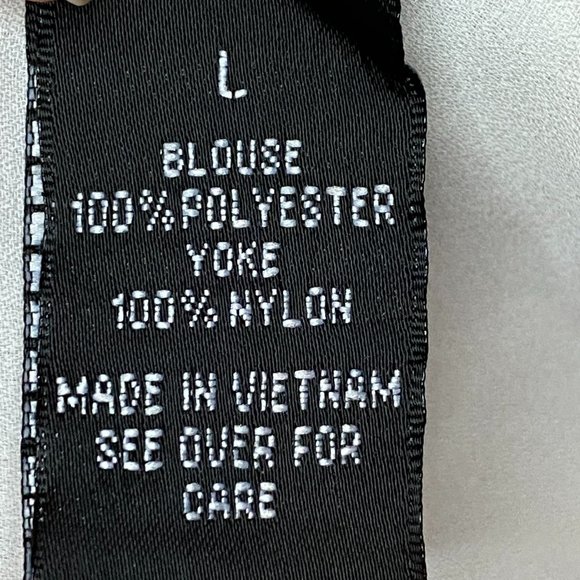 L
BLOUSE
100% POLYESTER
YOKE
100% NYLON
MADE IN VIETNAM
SEE OVER FOR
CARE